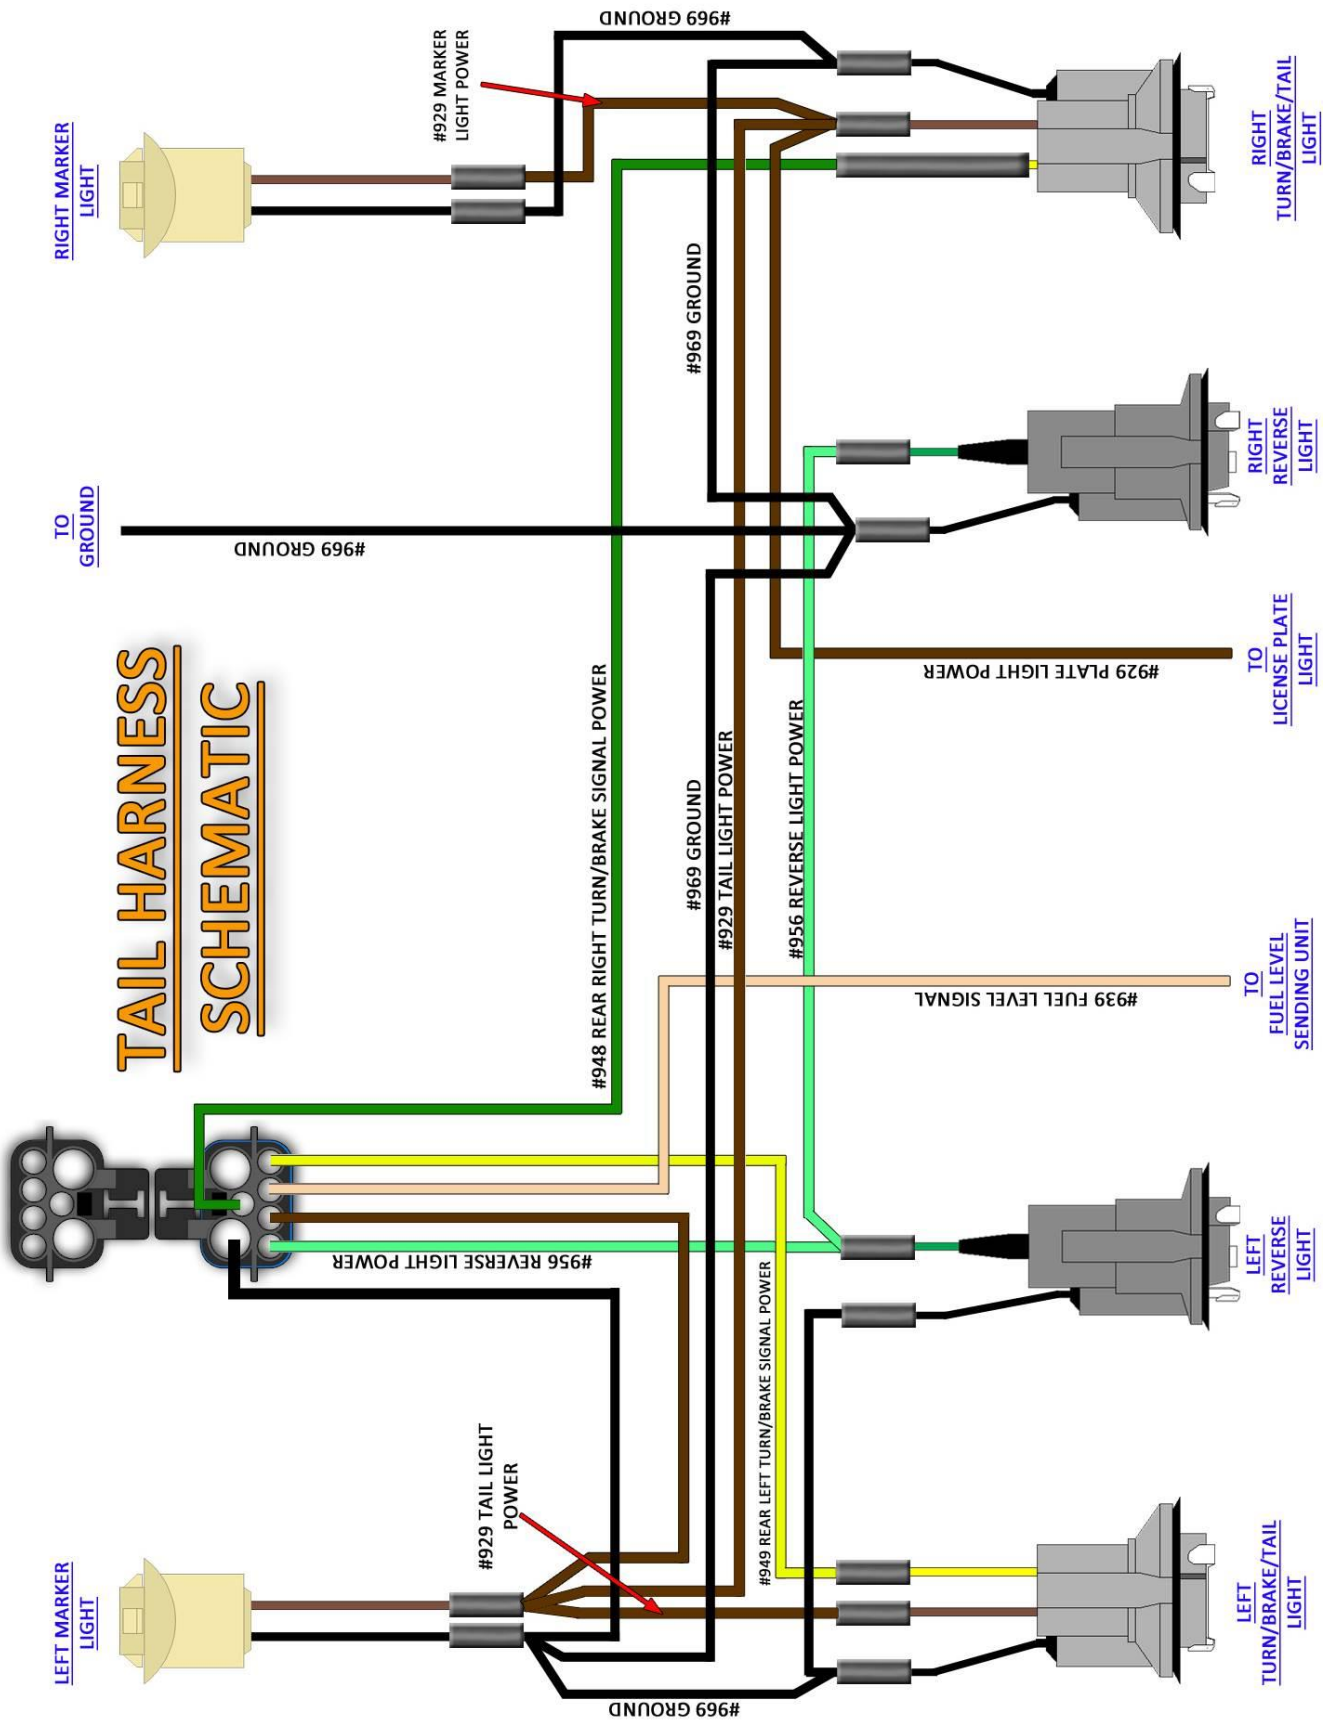 TAIL HARNESS
SCHEMATIC
LEFT MARKER
LIGHT
TO
GROUND
RIGHT MARKER
LIGHT
#969 GROUND
#929 MARKER
LIGHT POWER
#969 GROUND
#969 GROUND
#948 REAR RIGHT TURN/BRAKE SIGNAL POWER
#969 GROUND
#929 TAIL LIGHT POWER
#956 REVERSE LIGHT POWER
#929 PLATE LIGHT POWER
#939 FUEL LEVEL SIGNAL
#956 REVERSE LIGHT POWER
#949 REAR LEFT TURN/BRAKE SIGNAL POWER
#929 TAIL LIGHT
POWER
#969 GROUND
LEFT
TURN/BRAKE/TAIL
LIGHT
LEFT
REVERSE
LIGHT
TO
FUEL LEVEL
SENDING UNIT
TO
LICENSE PLATE
LIGHT
RIGHT
REVERSE
LIGHT
RIGHT
TURN/BRAKE/TAIL
LIGHT